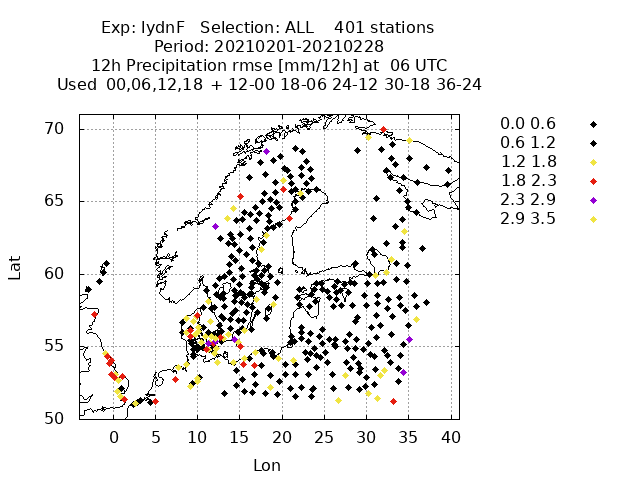 Exp: IydnF   Selection: ALL    401 stations
Period: 20210201-20210228
12h Precipitation rmse [mm/12h] at  06 UTC
Used  00,06,12,18  + 12-00 18-06 24-12 30-18 36-24
70
65
60
55
50
Lat
0 5 10 15 20 25 30 35 40
Lon
0.0 0.6
0.6 1.2
1.2 1.8
1.8 2.3
2.3 2.9
2.9 3.5